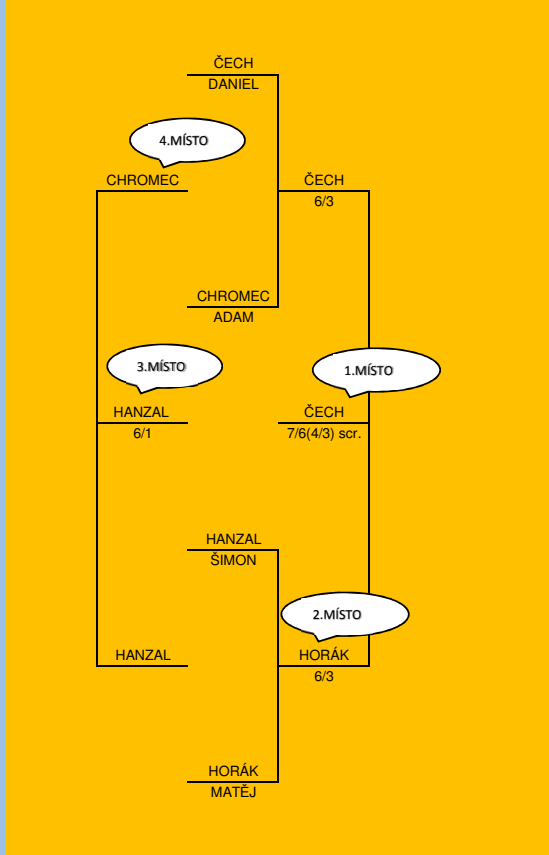 ČECH
DANIEL
4.MÍSTO
CHROMEC
ČECH
6/3
CHROMEC
ADAM
3.MÍSTO
1.MÍSTO
HANZAL
6/1
ČECH
7/6(4/3) scr.
HANZAL
ŠIMON
2.MÍSTO
HANZAL
HORÁK
6/3
HORÁK
MATĚJ